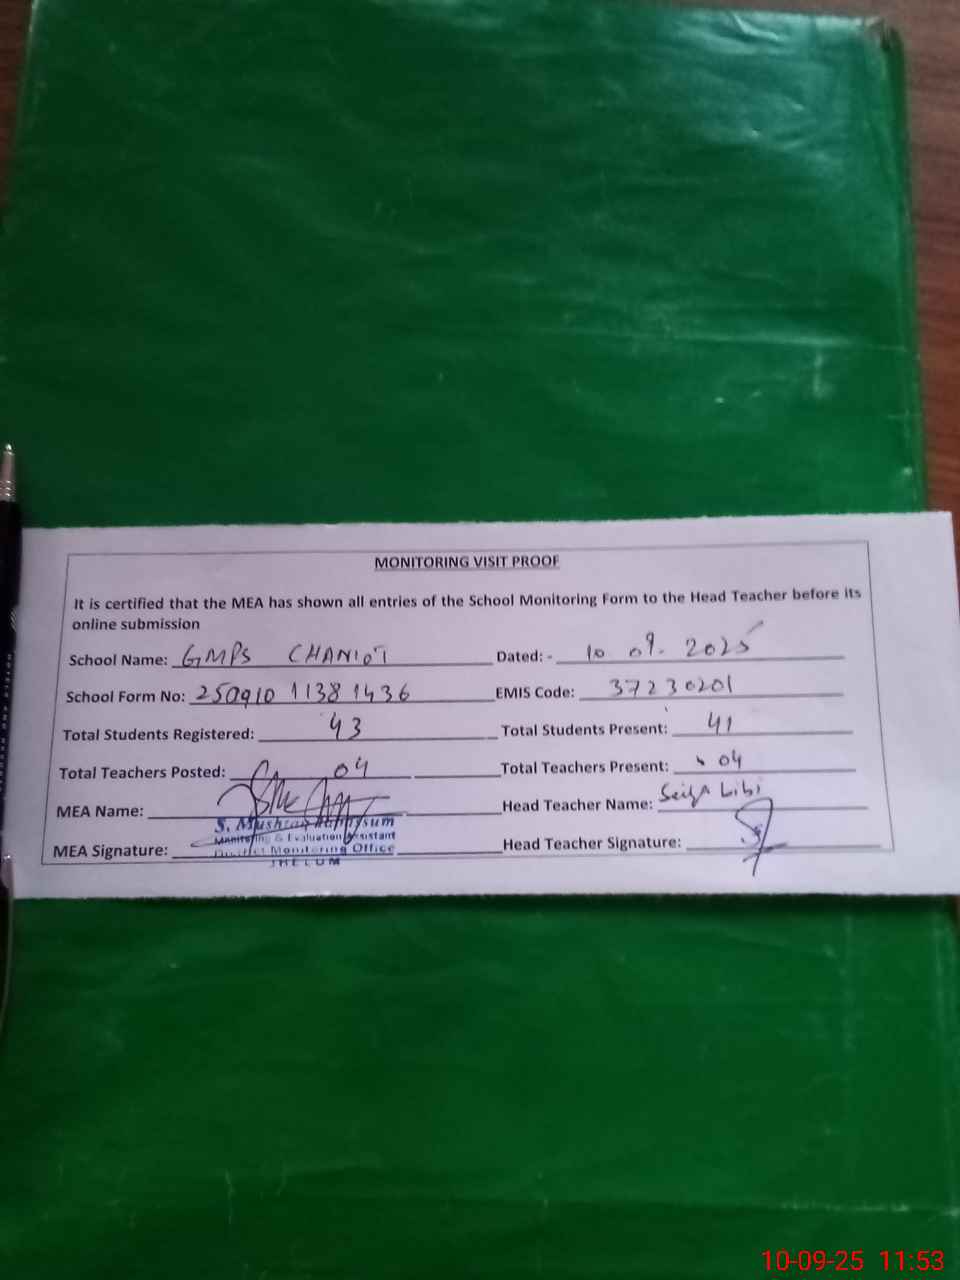 MONITORING VISIT PROOF
It is certified that the MEA has shown all entries of the School Monitoring Form to the Head Teacher before its
online submission
School Name: GMPS CHANIOT Dated: - 10.09.2025
School Form No: 250910 11381436 EMIS Code: 37230201
Total Students Registered: 43 Total Students Present: 41
Total Teachers Posted: 04 Total Teachers Present: 04
MEA Name: Head Teacher Name: Bibi
S. Mushtaq
Monitoring & Evaluation Assistant
MEA Signature: District Monitoring Office Head Teacher Signature:
JHELUM
10-09-25 11:53